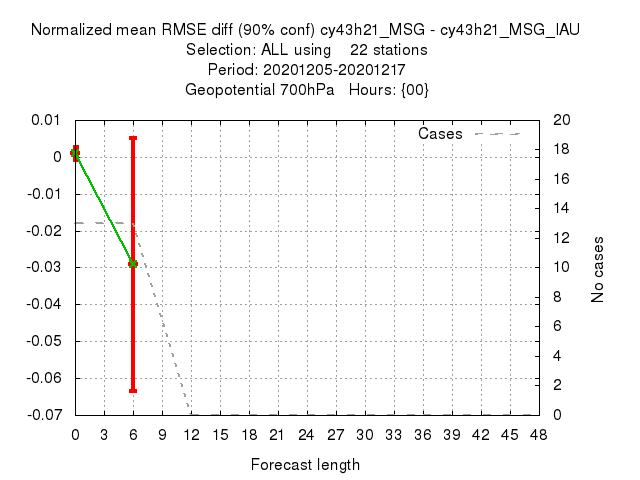 Normalized mean RMSE diff (90% conf) cy43h21_MSG - cy43h21_MSG_IAU
Selection: ALL using 22 stations
Period: 20201205-20201217
Geopotential 700hPa Hours: {00}
Cases
0.01
0
-0.01
-0.02
-0.03
-0.04
-0.05
-0.06
-0.07
20
18
16
14
12
10
8
6
4
2
0
No cases
0 3 6 9 12 15 18 21 24 27 30 33 36 39 42 45 48
Forecast length